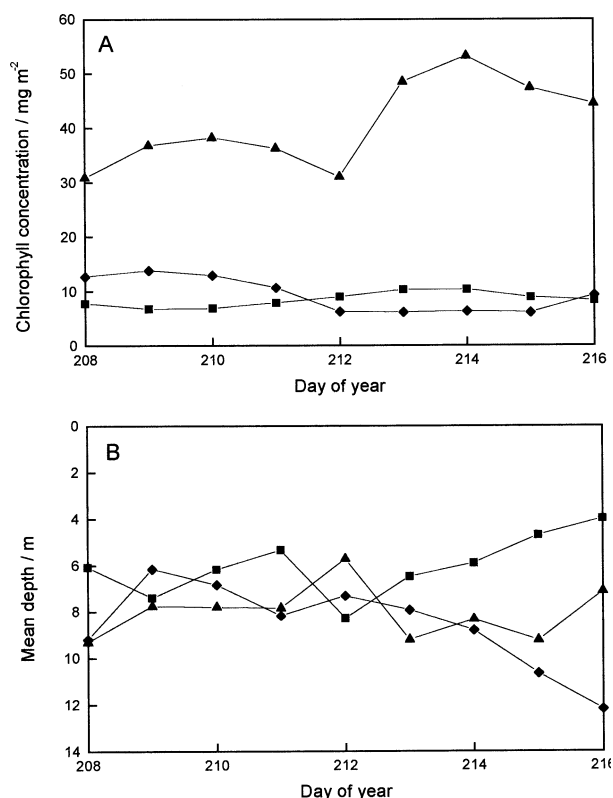 60
A
50
40
30
20
10
0
Chlorophyll concentration / mg m-2
208 210 212 214 216
Day of year
0
B
2
4
6
8
10
12
14
Mean depth / m
208 210 212 214 216
Day of year